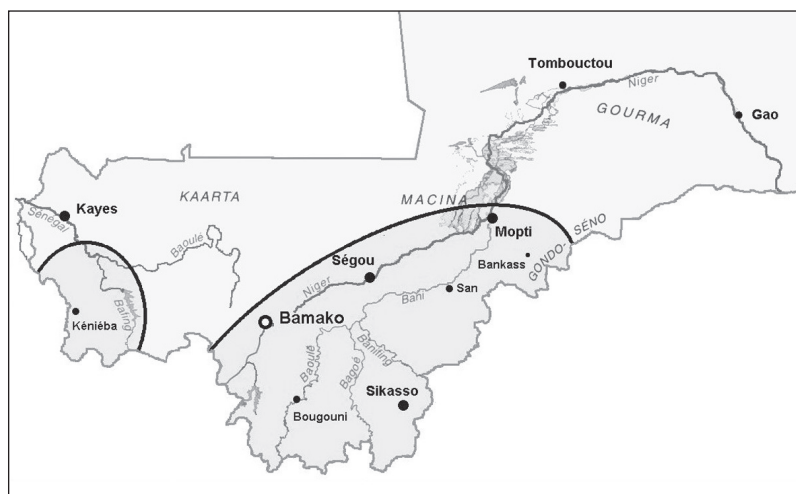 Tombouctou
Niger
GOURMA
Gao
KAARTA
MACINA
Kayes
Sénégal
Mopti
GONDO-SÉNO
Baoulé
Ségou
Bankass
Niger
San
Bani
Bafing
Kéniéba
Bamako
Banifing
Baoulé
Bagoé
Sikasso
Bougouni